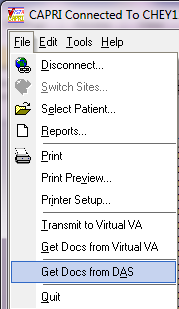 CAPRI Connected To CHEY1
File Edit Tools Help
Disconnect...
Switch Sites...
Select Patient...
Reports...
Print
Print Preview...
Printer Setup...
Transmit to Virtual VA
Get Docs from Virtual VA
Get Docs from DAS
Quit